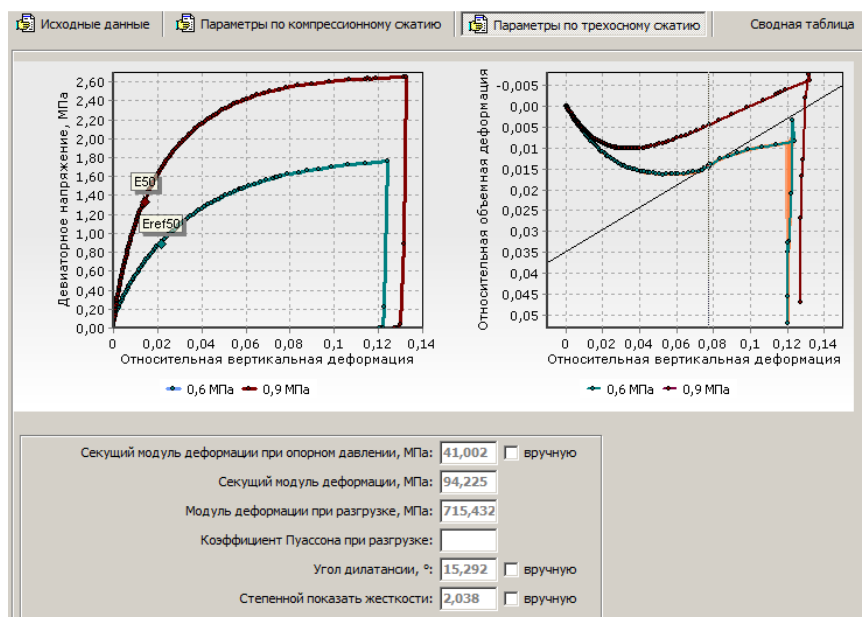 Исходные данные
Параметры по компрессионному сжатию
Параметры по трехосному сжатию
Сводная таблица
Девиаторное напряжение, МПа
2,60
2,40
2,20
2,00
1,80
1,60
1,40
1,20
1,00
0,80
0,60
0,40
0,20
0,00
E50
Eref50
0 0,02 0,04 0,06 0,08 0,1 0,12 0,14
Относительная вертикальная деформация
0,6 МПа 0,9 МПа
Относительная объемная деформация
-0,005
0,00
0,005
0,01
0,015
0,02
0,025
0,03
0,035
0,04
0,045
0,05
0 0,02 0,04 0,06 0,08 0,1 0,12 0,14
Относительная вертикальная деформация
0,6 МПа 0,9 МПа
Секущий модуль деформации при опорном давлении, МПа: 41,002 вручную
Секущий модуль деформации, МПа: 94,225
Модуль деформации при разгрузке, МПа: 715,432
Коэффициент Пуассона при разгрузке:
Угол дилатансии, °: 15,292 вручную
Степенной показать жесткости: 2,038 вручную